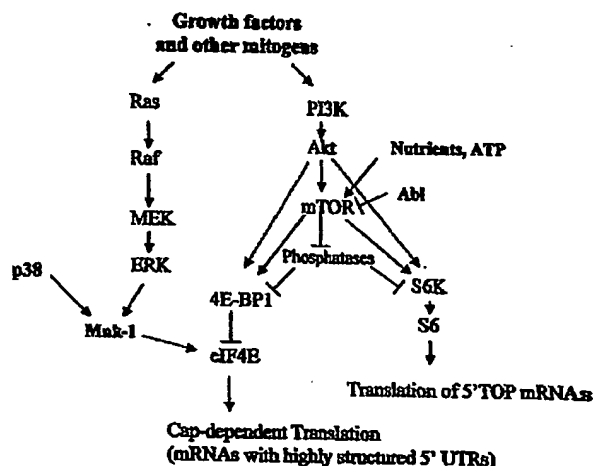 Growth factors
and other mitogens
Ras
PI3K
Raf
Akt
Nutrients, ATP
mTOR
Abl
MEK
Phosphatases
ERK
p38
4E-BP1
S6K
Mnk-1
S6
eIF4E
Translation of 5'TOP mRNAs
Cap-dependent Translation
(mRNAs with highly structured 5' UTRs)